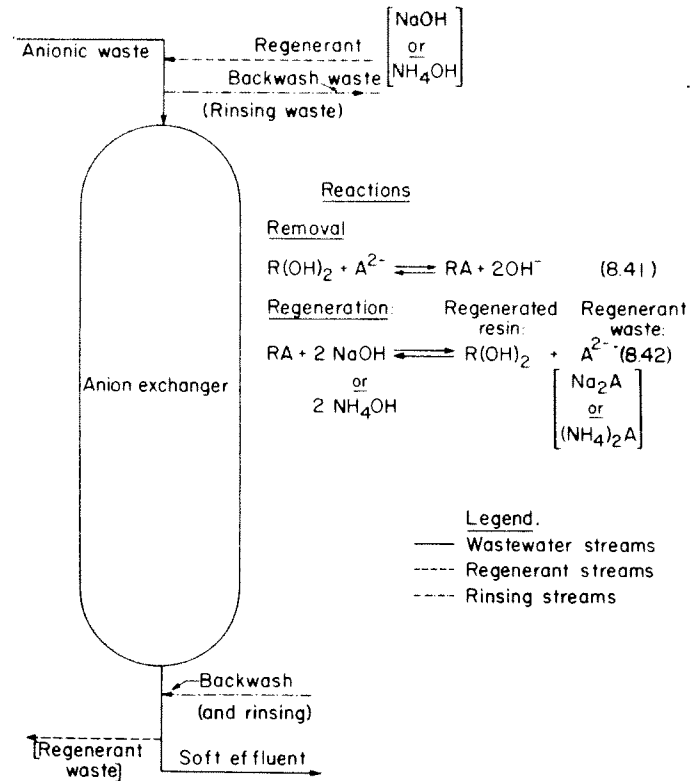 Anionic waste
Regenerant
[NaOH
or
NH₄OH]
Backwash waste
(Rinsing waste)
Reactions
Removal
R(OH)₂ + A²⁻ ⇌ RA + 2OH⁻ (8.41)
Regeneration: Regenerated resin: Regenerant waste:
RA + 2 NaOH ⇌ R(OH)₂ + A²⁻ (8.42)
or
2 NH₄OH
[Na₂A
or
(NH₄)₂A]
Anion exchanger
Legend.
Wastewater streams
Regenerant streams
Rinsing streams
Backwash
(and rinsing)
[Regenerant
waste]
Soft effluent